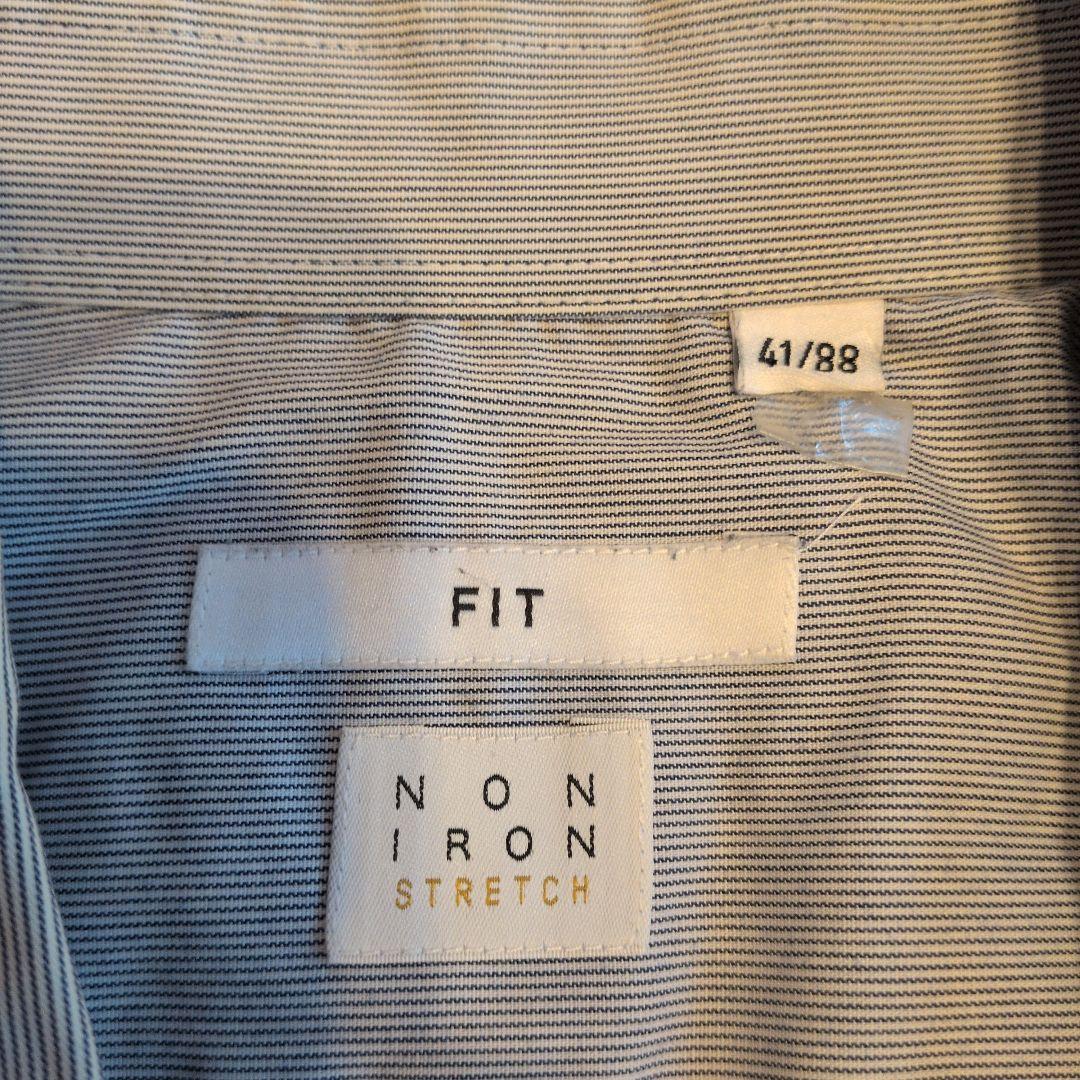 41/88
FIT
NON
IRON
STRETCH